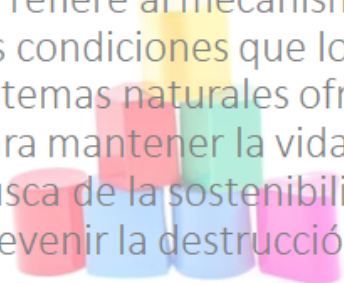 refiere al mecanism
s condiciones que lo
temas naturales ofr
ra mantener la vida
sca de la sostenibili
evenir la destrucció